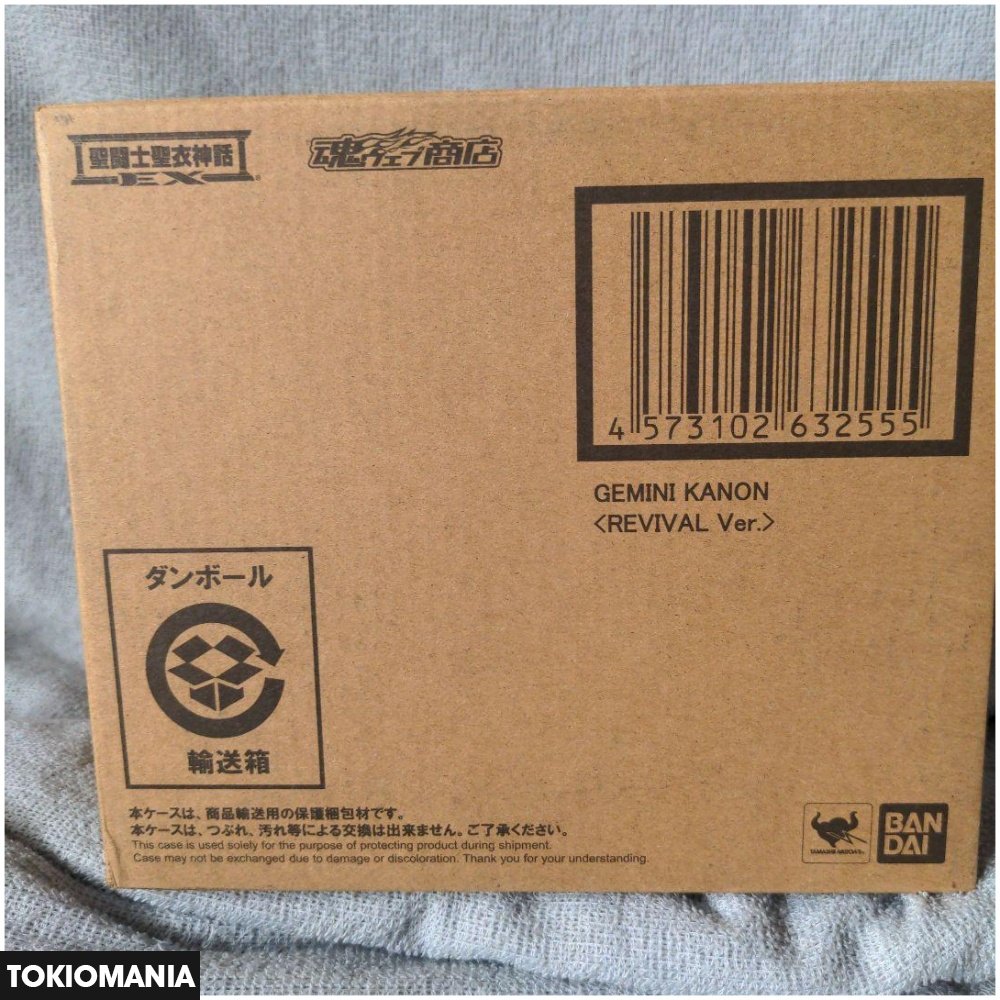 聖闘士聖衣神話
EX
魂ウェブ商店
4 573102 632555
GEMINI KANON
<REVIVAL Ver.>
ダンボール
輸送箱
本ケースは、商品輸送用の保護梱包材です。
本ケースは、つぶれ、汚れ等による交換は出来ません。ご了承ください。
This case is used solely for the purpose of protecting product during shipment.
Case may not be exchanged due to damage or discoloration. Thank you for your understanding.
TAMASHII NATIONS
BAN
DAI
TOKIOMANIA